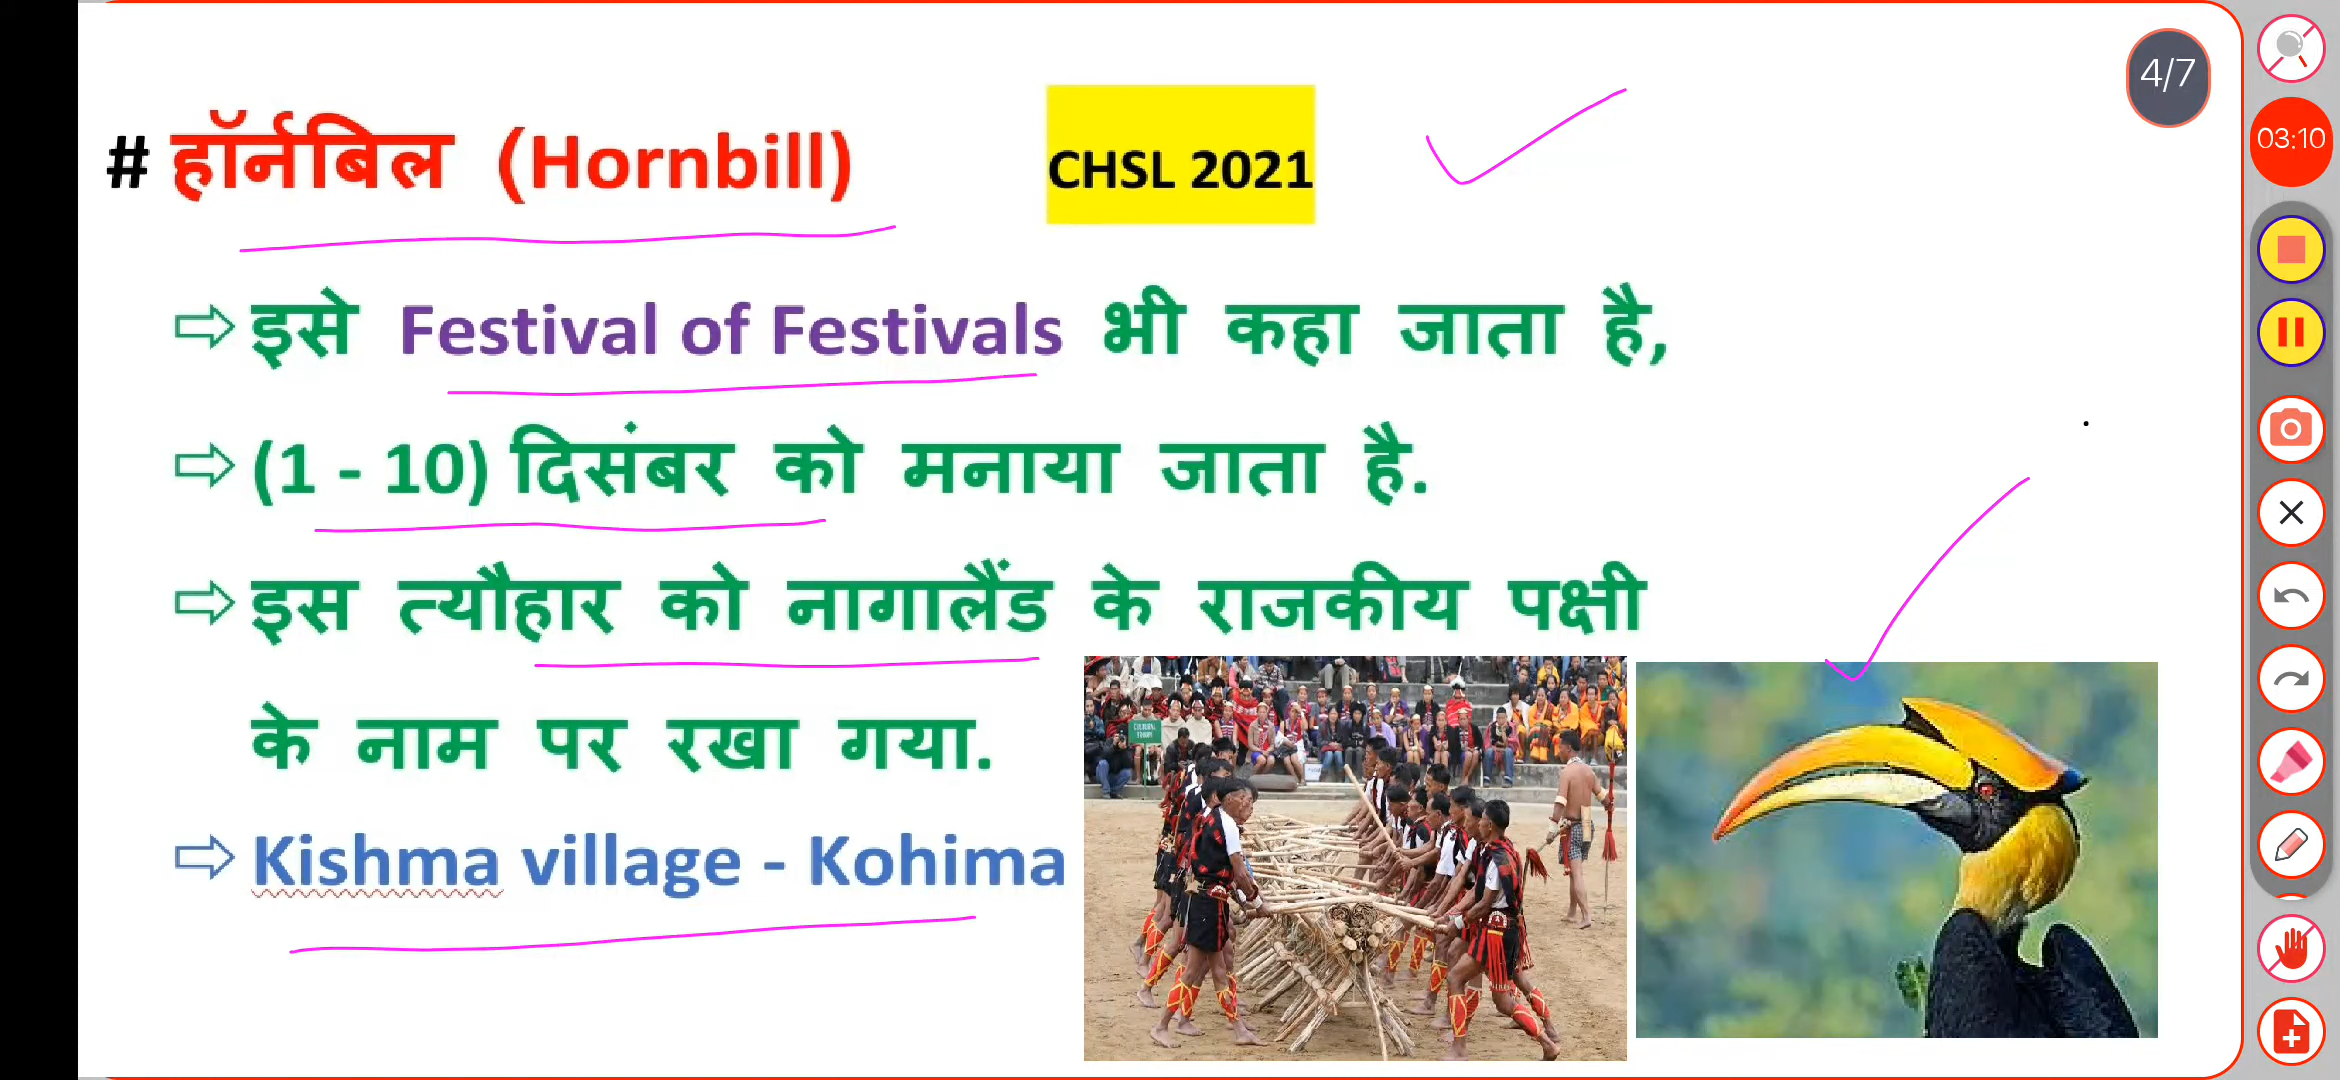 4/7
# हॉर्नबिल (Hornbill) CHSL 2021
03:10
⇨ इसे Festival of Festivals भी कहा जाता है,
⇨ (1 - 10) दिसंबर को मनाया जाता है.
⇨ इस त्यौहार को नागालैंड के राजकीय पक्षी
के नाम पर रखा गया.
⇨ Kishma village - Kohima